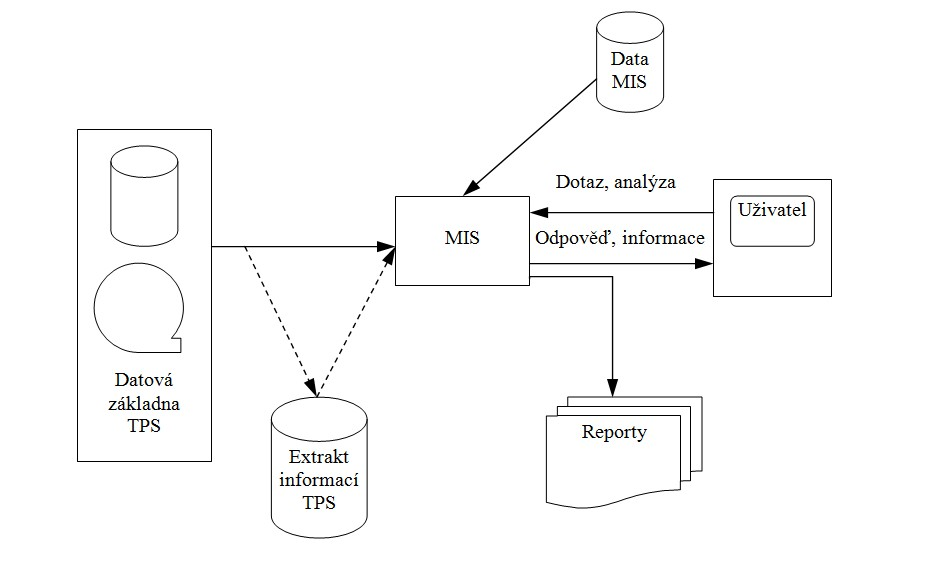 Data
MIS
Dotaz, analýza
Uživatel
MIS
Odpověď, informace
Datová
základna
TPS
Extrakt
informací
TPS
Reporty